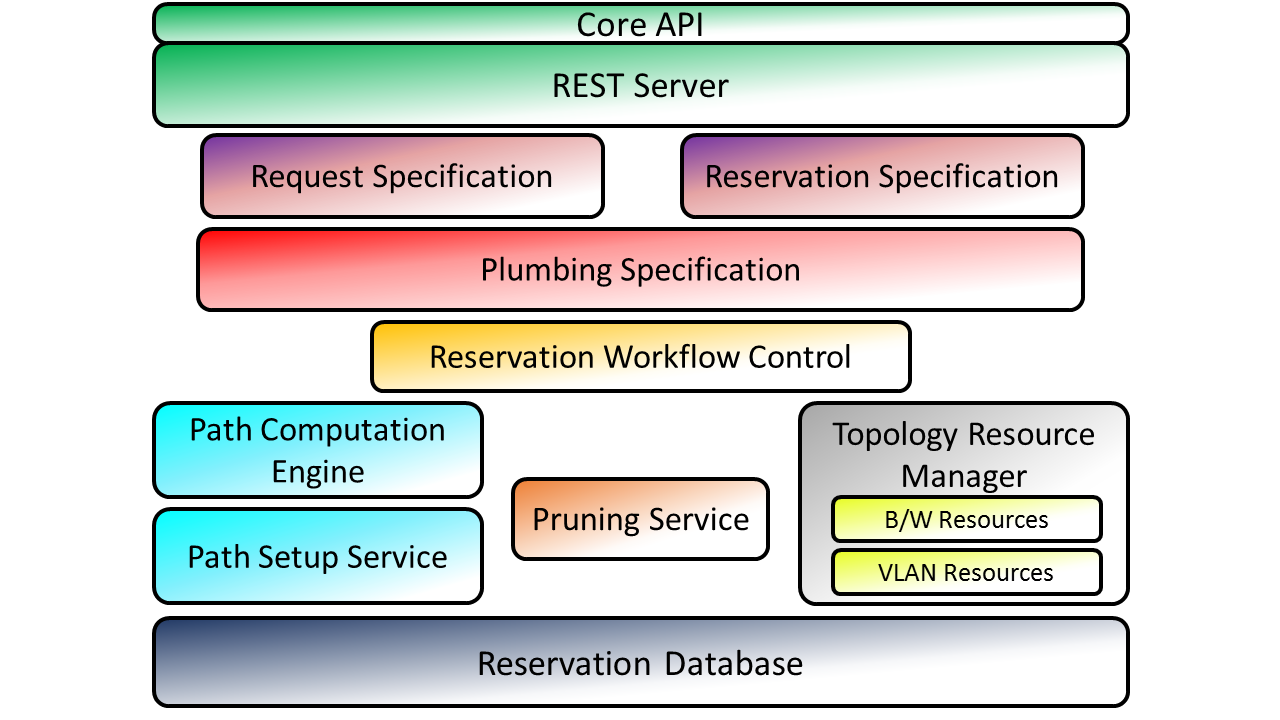 Core API
REST Server
Request Specification
Reservation Specification
Plumbing Specification
Reservation Workflow Control
Path Computation
Engine
Path Setup Service
Pruning Service
Topology Resource
Manager
B/W Resources
VLAN Resources
Reservation Database